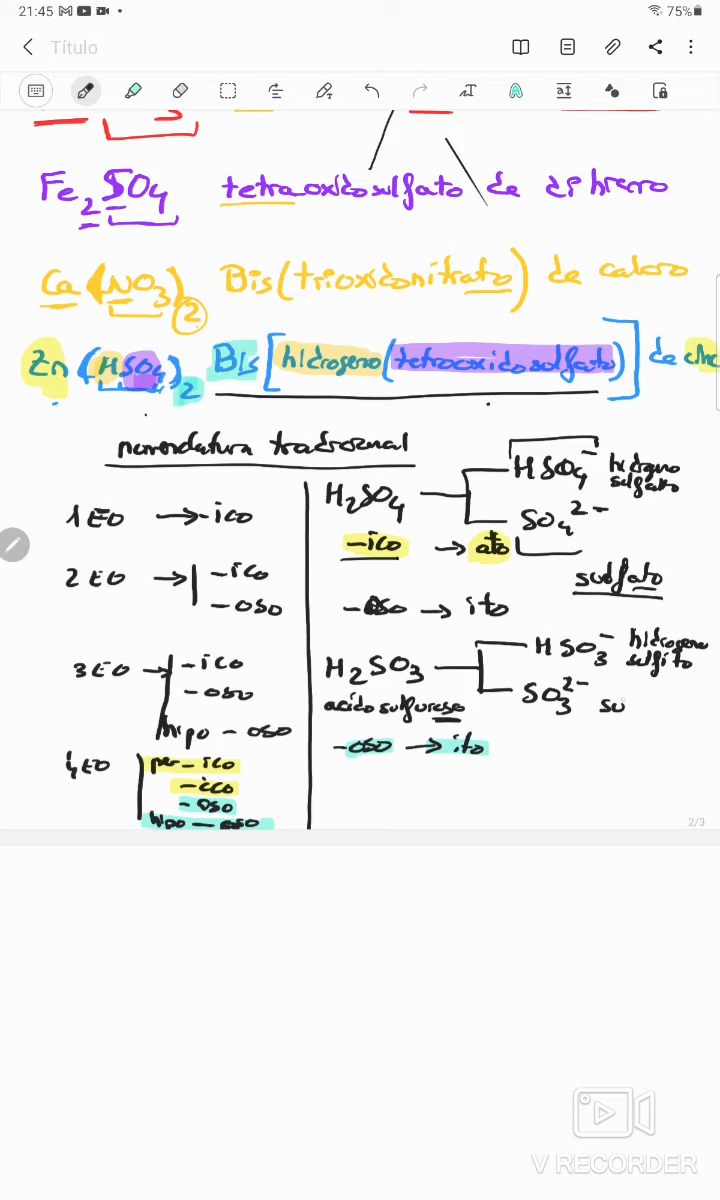 21:45 75%
Título
Fe2SO4 tetraoxidosulfato de dihierro
Ca(NO3)2 Bis(trioxidonitrato) de calcio
Zn(HSO4)2 Bis[hidrogeno(tetraoxidosulfato)] de
nomenclatura tradicional
1EO → -ico
2EO → -ico
-oso
3EO → -ico
-oso
hipo - oso
4EO per - ico
-ico
-oso
hipo - oso
H2SO4 HSO4- hidrogeno sulfato
SO4 2-
-ico → ato
sulfato
-oso → ito
H2SO3 HSO3- hidrogeno sulfito
acido sulfuroso
SO3 2- su
-oso → ito
2/3
V RECORDER